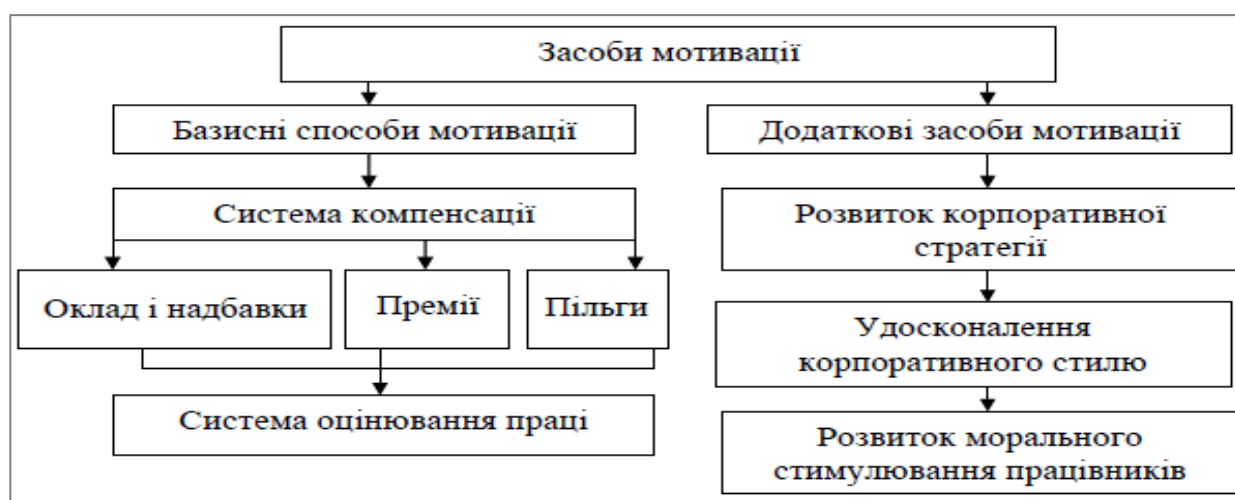 Засоби мотивації
Базисні способи мотивації
Додаткові засоби мотивації
Система компенсації
Розвиток корпоративної
стратегії
Оклад і надбавки
Премії
Пільги
Удосконалення
корпоративного стилю
Система оцінювання праці
Розвиток морального
стимулювання працівників